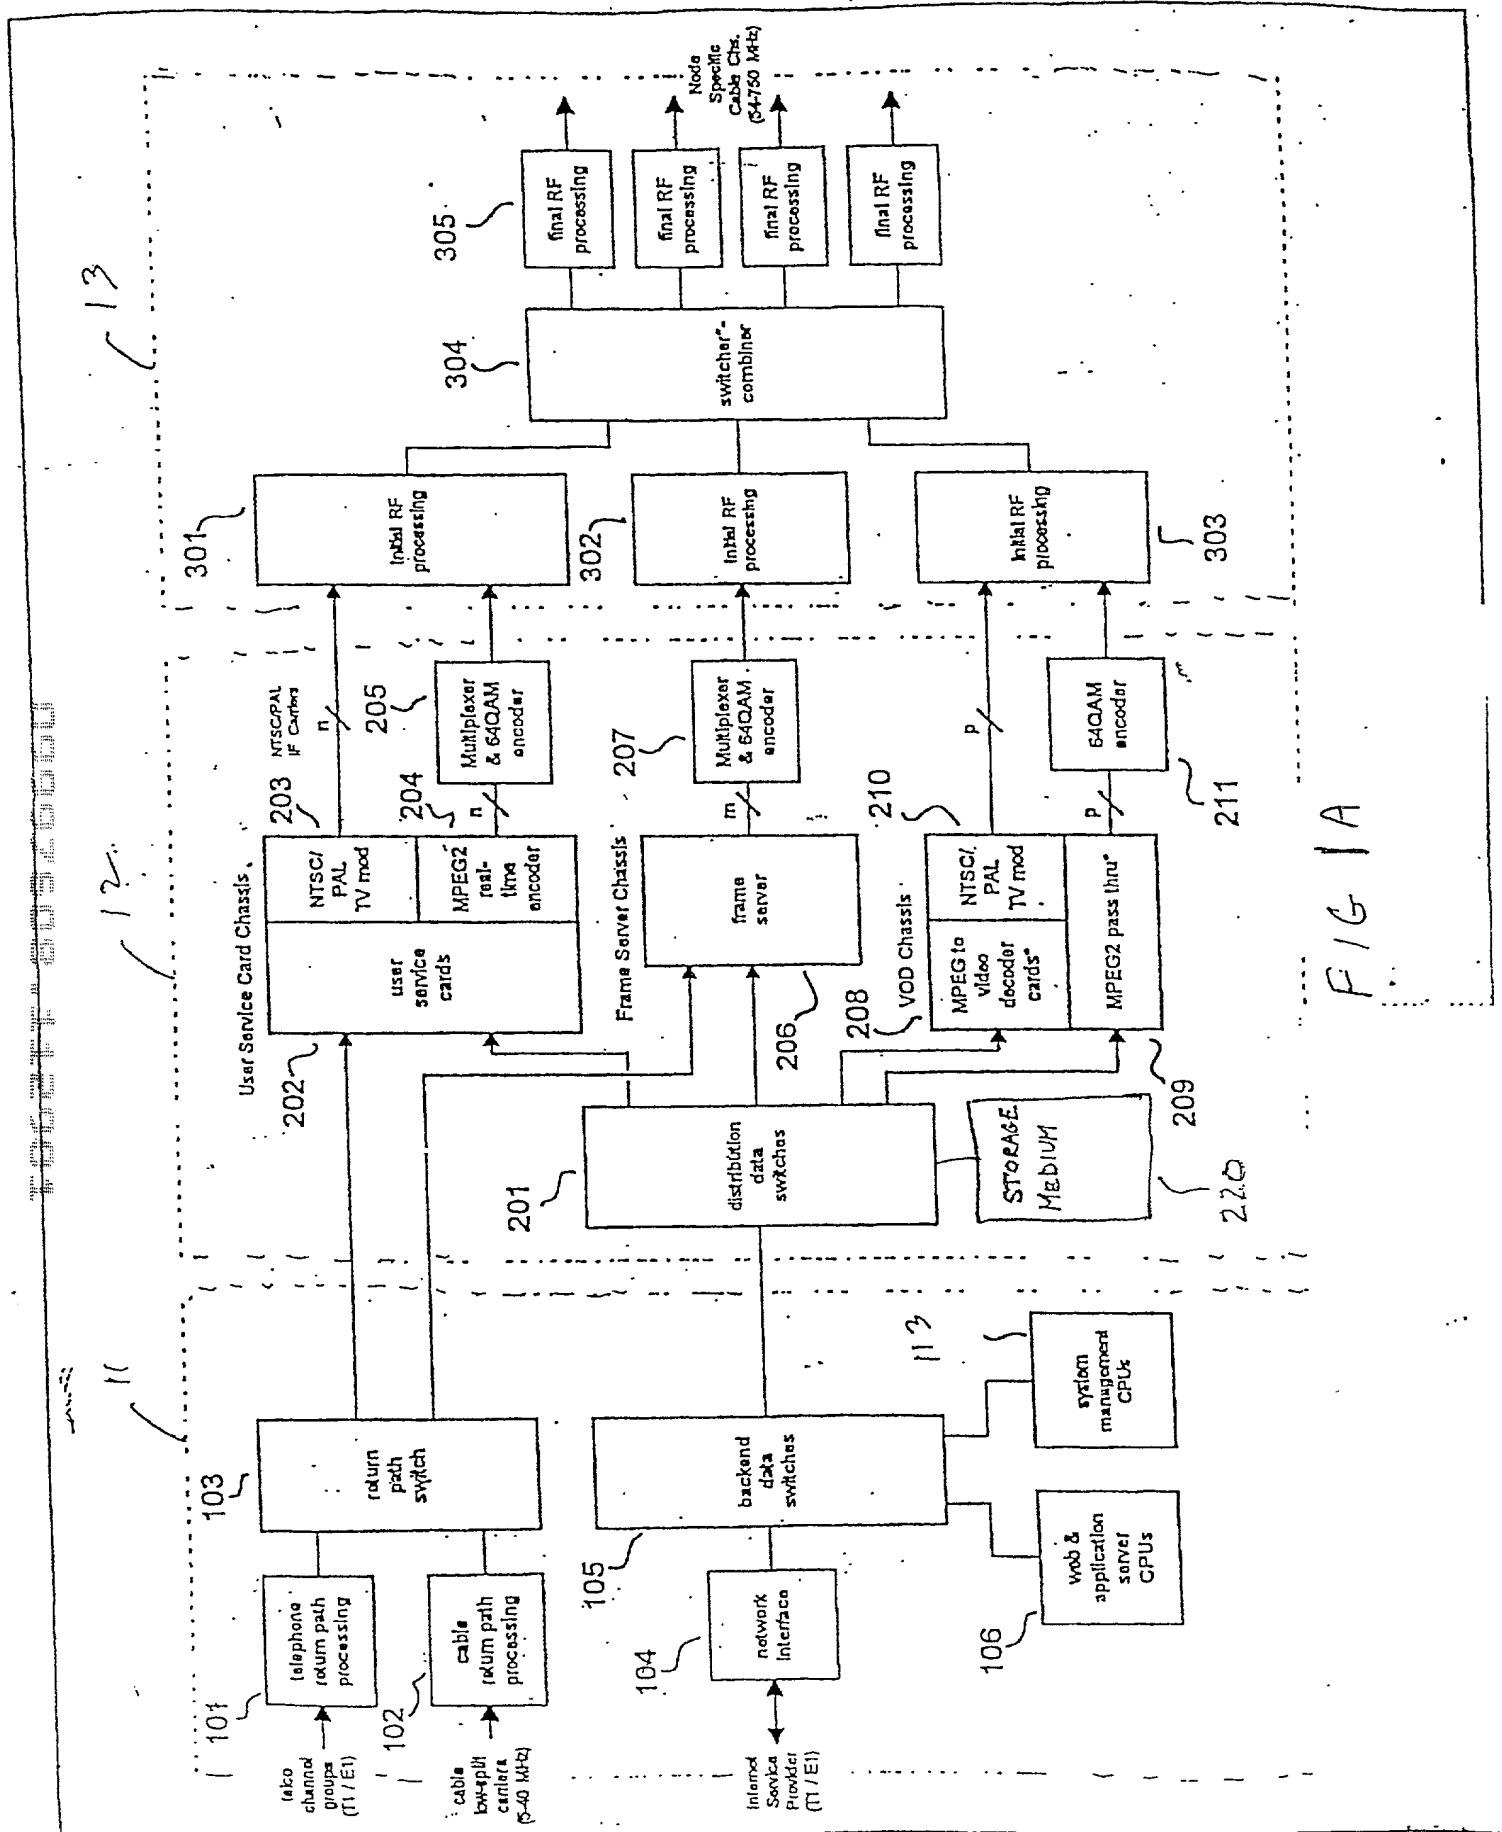 11
telco
channel
groups
(T1 / E1)
101
telephone
return path
processing
cable
low-split
carriers
(5-40 MHz)
102
cable
return path
processing
103
return
path
switch
Internet
Service
Provider
(T1 / E1)
104
network
interface
105
backend
data
switches
106
web &
application
server
CPUs
113
system
management
CPUs
12
User Service Card Chassis
202
user
service
cards
203
NTSC/
PAL
TV mod
204
MPEG2
real-
time
encoder
NTSC/PAL
IF Carriers
n
n
205
Multiplexer
& 64QAM
encoder
201
distribution
data
switches
Frame Server Chassis
206
frame
server
m
207
Multiplexer
& 64QAM
encoder
VOD Chassis
208
MPEG to
video
decoder
cards*
210
NTSC/
PAL
TV mod
209
MPEG2 pass thru*
p
p
211
64QAM
encoder
STORAGE
MEDIUM
220
13
301
Initial RF
processing
302
Initial RF
processing
303
Initial RF
processing
304
switcher*-
combiner
305
final RF
processing
final RF
processing
final RF
processing
final RF
processing
Node
Specific
Cable Chs.
(54-750 MHz)
FIG 1A